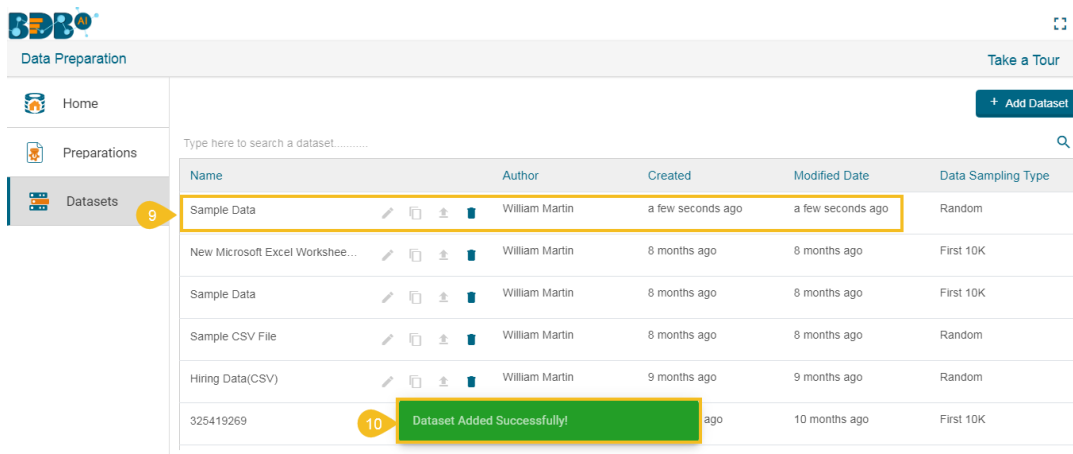 BDB AI
Data Preparation
Take a Tour
Home
+ Add Dataset
Preparations
Type here to search a dataset...........
Name Author Created Modified Date Data Sampling Type
Datasets
9
Sample Data William Martin a few seconds ago a few seconds ago Random
New Microsoft Excel Workshee... William Martin 8 months ago 8 months ago First 10K
Sample Data William Martin 8 months ago 8 months ago First 10K
Sample CSV File William Martin 8 months ago 8 months ago Random
Hiring Data(CSV) William Martin 9 months ago 9 months ago Random
325419269 ago 10 months ago First 10K
10 Dataset Added Successfully!